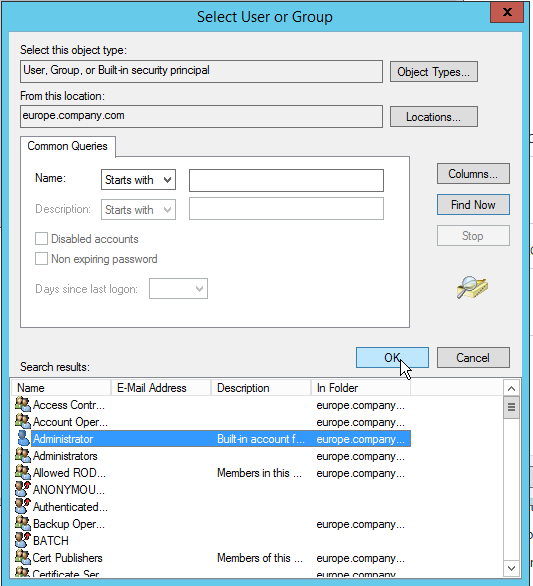 Select User or Group
x
Select this object type:
User, Group, or Built-in security principal
Object Types...
From this location:
europe.company.com
Locations...
Common Queries
Name:
Starts with
Columns...
Description:
Starts with
Find Now
Disabled accounts
Stop
Non expiring password
Days since last logon:
OK
Cancel
Search results:
Name E-Mail Address Description In Folder
Access Contr... europe.company...
Account Oper... europe.company...
Administrator Built-in account f... europe.company...
Administrators europe.company...
Allowed ROD... Members in this ... europe.company...
ANONYMOU...
Authenticated...
Backup Oper... europe.company...
BATCH
Cert Publishers Members of this ... europe.company...
Certificate Ser... europe.company...